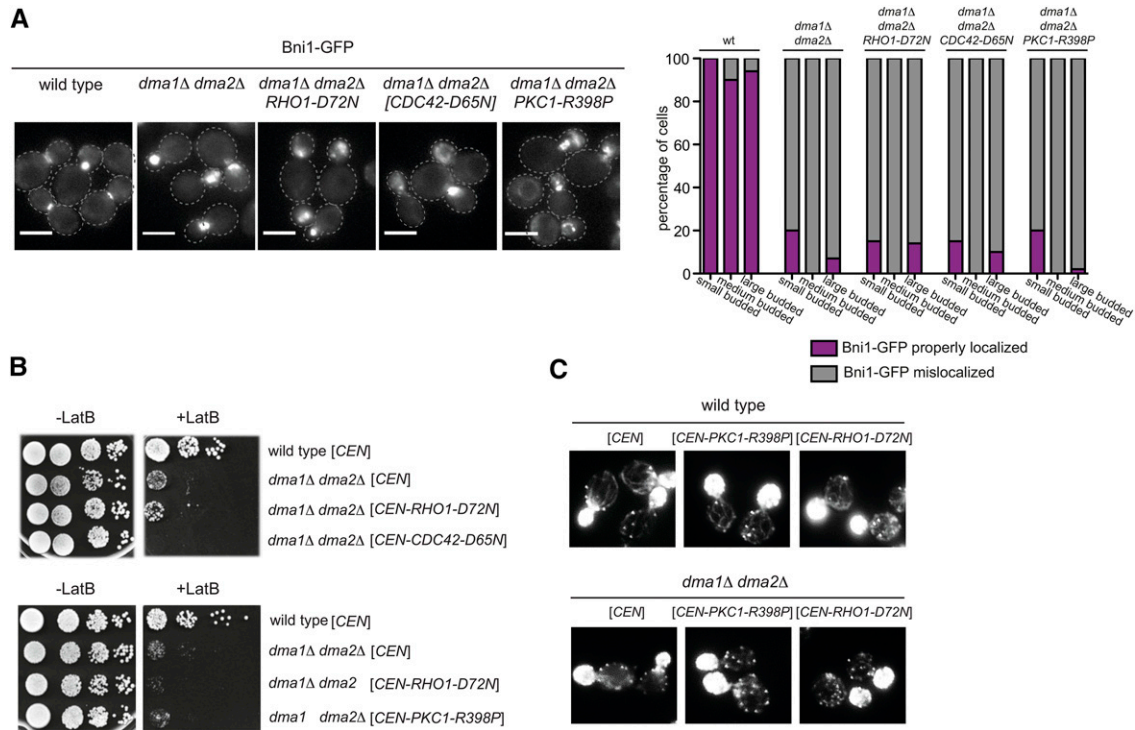 A
Bni1-GFP
wild type
dma1Δ dma2Δ
dma1Δ dma2Δ
RHO1-D72N
dma1Δ dma2Δ
[CDC42-D65N]
dma1Δ dma2Δ
PKC1-R398P
wt
dma1Δ
dma2Δ
dma1Δ
dma2Δ
RHO1-D72N
dma1Δ
dma2Δ
CDC42-D65N
dma1Δ
dma2Δ
PKC1-R398P
percentage of cells
100
80
60
40
20
0
small budded
medium budded
large budded
small budded
medium budded
large budded
small budded
medium budded
large budded
small budded
medium budded
large budded
small budded
medium budded
large budded
Bni1-GFP properly localized
Bni1-GFP mislocalized
B
-LatB
+LatB
wild type [CEN]
dma1Δ dma2Δ [CEN]
dma1Δ dma2Δ [CEN-RHO1-D72N]
dma1Δ dma2Δ [CEN-CDC42-D65N]
-LatB
+LatB
wild type [CEN]
dma1Δ dma2Δ [CEN]
dma1Δ dma2 [CEN-RHO1-D72N]
dma1 dma2Δ [CEN-PKC1-R398P]
C
wild type
[CEN]
[CEN-PKC1-R398P]
[CEN-RHO1-D72N]
dma1Δ dma2Δ
[CEN]
[CEN-PKC1-R398P]
[CEN-RHO1-D72N]